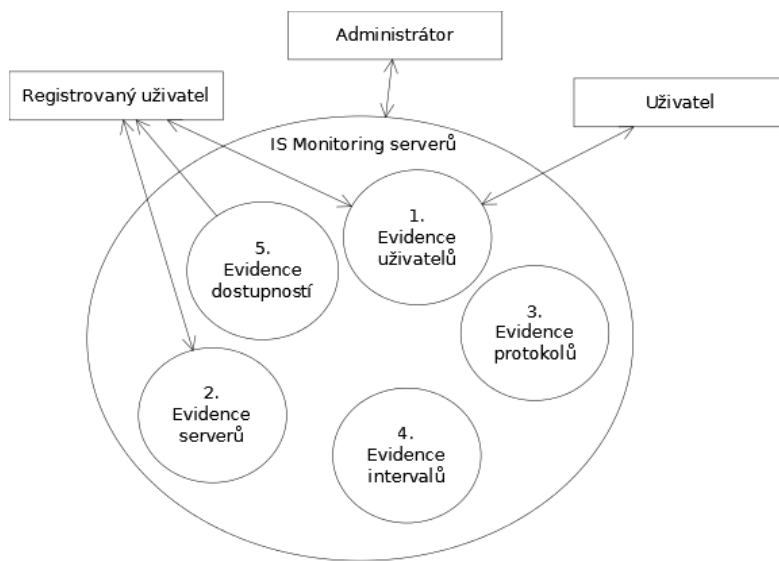 Administrátor
Registrovaný uživatel
Uživatel
IS Monitoring serverů
1.
Evidence
uživatelů
5.
Evidence
dostupností
3.
Evidence
protokolů
2.
Evidence
serverů
4.
Evidence
intervalů